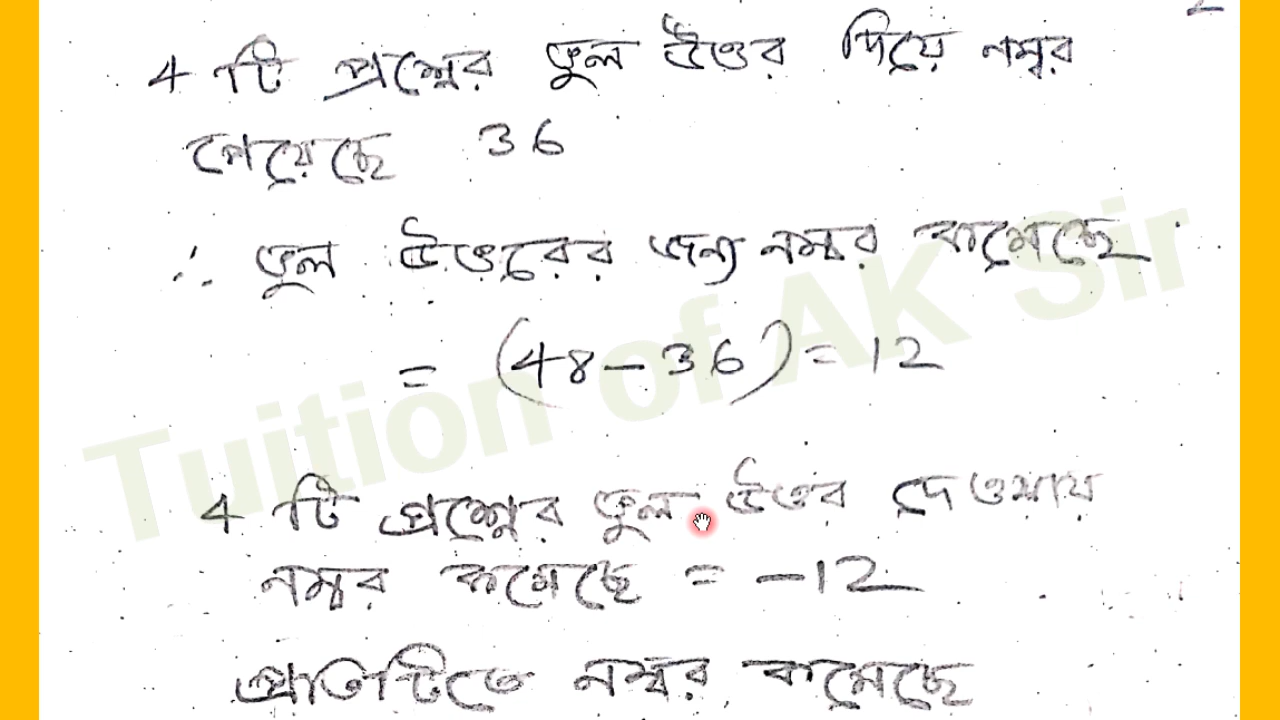 4 টি প্রশ্নের ভুল উত্তর দিয়ে নম্বর
পেয়েছে 36
∴ ভুল উত্তরের জন্য নম্বর কমেছে
= (48 - 36) = 12
4 টি প্রশ্নের ভুল উত্তর দেওয়ায়
নম্বর কমেছে = -12
প্রতিটিতে নম্বর কমেছে
Tuition of AK Sir